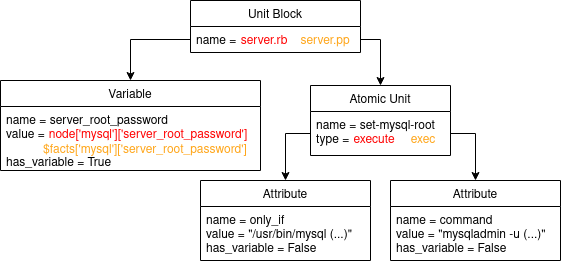 Unit Block
name = server.rb server.pp
Variable
name = server_root_password
value = node['mysql']['server_root_password']
$facts['mysql']['server_root_password']
has_variable = True
Atomic Unit
name = set-mysql-root
type = execute exec
Attribute
name = only_if
value = "/usr/bin/mysql (...)"
has_variable = False
Attribute
name = command
value = "mysqladmin -u (...)"
has_variable = False